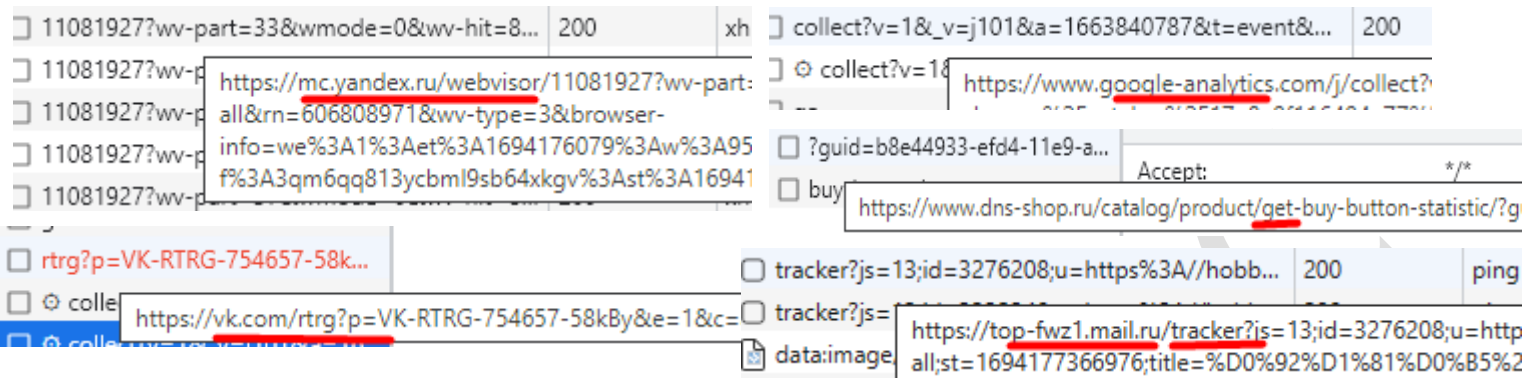 11081927?wv-part=33&wmode=0&wv-hit=8... 200 xh
11081927?wv-p
https://mc.yandex.ru/webvisor/11081927?wv-part=
11081927?wv-p
all&rn=606808971&wv-type=3&browser-
11081927?wv-p
info=we%3A1%3Aet%3A1694176079%3Aw%3A95
f%3A3qm6qq813ycbml9sb64xkgv%3Ast%3A16941
11081927?wv-p
collect?v=1&_v=j101&a=1663840787&t=event&... 200
collect?v=1&
https://www.google-analytics.com/j/collect?v
?guid=b8e44933-efd4-11e9-a...
Accept: */*
buy
https://www.dns-shop.ru/catalog/product/get-buy-button-statistic/?gu
rtrg?p=VK-RTRG-754657-58k...
colle
https://vk.com/rtrg?p=VK-RTRG-754657-58kBy&e=1&c=
tracker?js=13;id=3276208;u=https%3A//hobb... 200 ping
tracker?js=1
https://top-fwz1.mail.ru/tracker?js=13;id=3276208;u=http
data:image,
all;st=1694177366976;title=%D0%92%D1%81%D0%B5%2